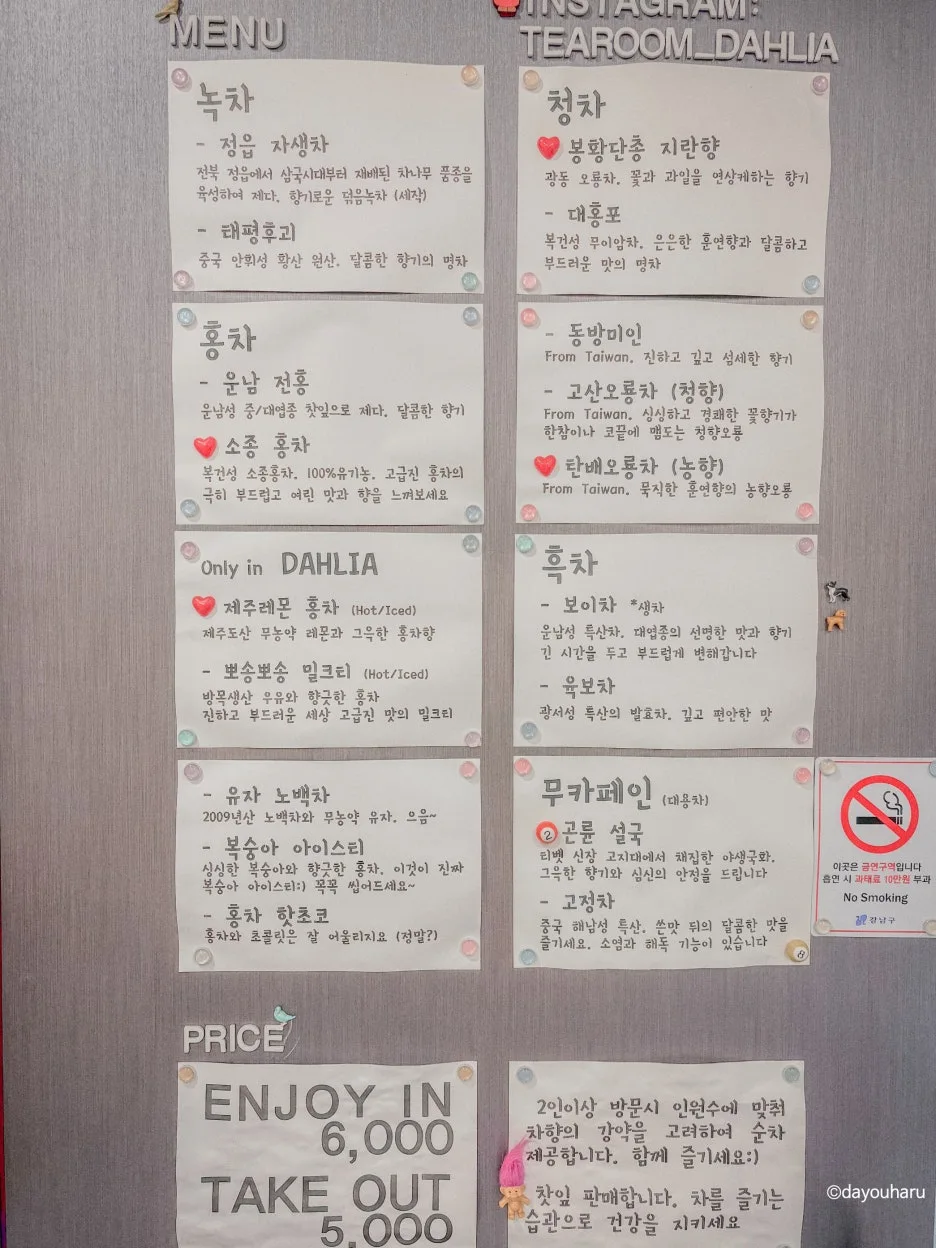 MENU
녹차
- 정읍 자생차
전북 정읍에서 삼국시대부터 재배된 차나무 품종을
육성하여 제다. 향기로운 덖음녹차 (세작)
- 태평후괴
중국 안휘성 황산 원산. 달콤한 향기의 명차
홍차
- 운남 전홍
운남성 중/대엽종 찻잎으로 제다. 달콤한 향기
소종 홍차
복건성 소종홍차. 100%유기농. 고급진 홍차의
극히 부드럽고 여린 맛과 향을 느껴보세요
Only in DAHLIA
제주레몬 홍차 (Hot/Iced)
제주도산 무농약 레몬과 그윽한 홍차향
- 뽀송뽀송 밀크티 (Hot/Iced)
방목생산 우유와 향긋한 홍차
진하고 부드러운 세상 고급진 맛의 밀크티
- 유자 노백차
2009년산 노백차와 무농약 유자. 으음~
- 복숭아 아이스티
싱싱한 복숭아와 향긋한 홍차. 이것이 진짜
복숭아 아이스티:) 꼭꼭 씹어드세요~
- 홍차 핫초코
홍차와 초콜릿은 잘 어울리지요 (정말?)
INSTAGRAM:
TEAROOM_DAHLIA
청차
봉황단총 지란향
광동 오룡차. 꽃과 과일을 연상케하는 향기
- 대홍포
복건성 무이암차. 은은한 훈연향과 달콤하고
부드러운 맛의 명차
- 동방미인
From Taiwan. 진하고 깊고 섬세한 향기
- 고산오룡차 (청향)
From Taiwan. 싱싱하고 경쾌한 꽃향기가
한참이나 코끝에 맴도는 청향오룡
탄배오룡차 (농향)
From Taiwan. 묵직한 훈연향의 농향오룡
흑차
- 보이차 *생차
운남성 특산차. 대엽종의 선명한 맛과 향기
긴 시간을 두고 부드럽게 변해갑니다
- 육보차
광서성 특산의 발효차. 깊고 편안한 맛
무카페인 (대용차)
2 곤륜 설국
티벳 신장 고지대에서 채집한 야생국화.
그윽한 향기와 심신의 안정을 드립니다
- 고정차
중국 해남성 특산. 쓴맛 뒤의 달콤한 맛을
즐기세요. 소염과 해독 기능이 있습니다
8
이곳은 금연구역입니다
흡연 시 과태료 10만원 부과
No Smoking
강남구
PRICE
ENJOY IN
6,000
TAKE OUT
5,000
2인이상 방문시 인원수에 맞춰
차향의 강약을 고려하여 순차
제공합니다. 함께 즐기세요:)
찻잎 판매합니다. 차를 즐기는
습관으로 건강을 지키세요
©dayouharu